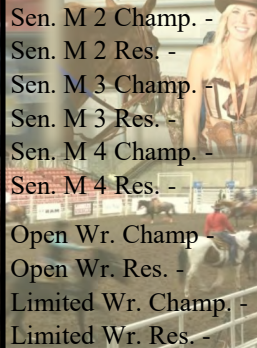 Sen. M 2 Champ. -
Sen. M 2 Res. -
Sen. M 3 Champ. -
Sen. M 3 Res. -
Sen. M 4 Champ. -
Sen. M 4 Res. -
Open Wr. Champ -
Open Wr. Res. -
Limited Wr. Champ. -
Limited Wr. Res. -